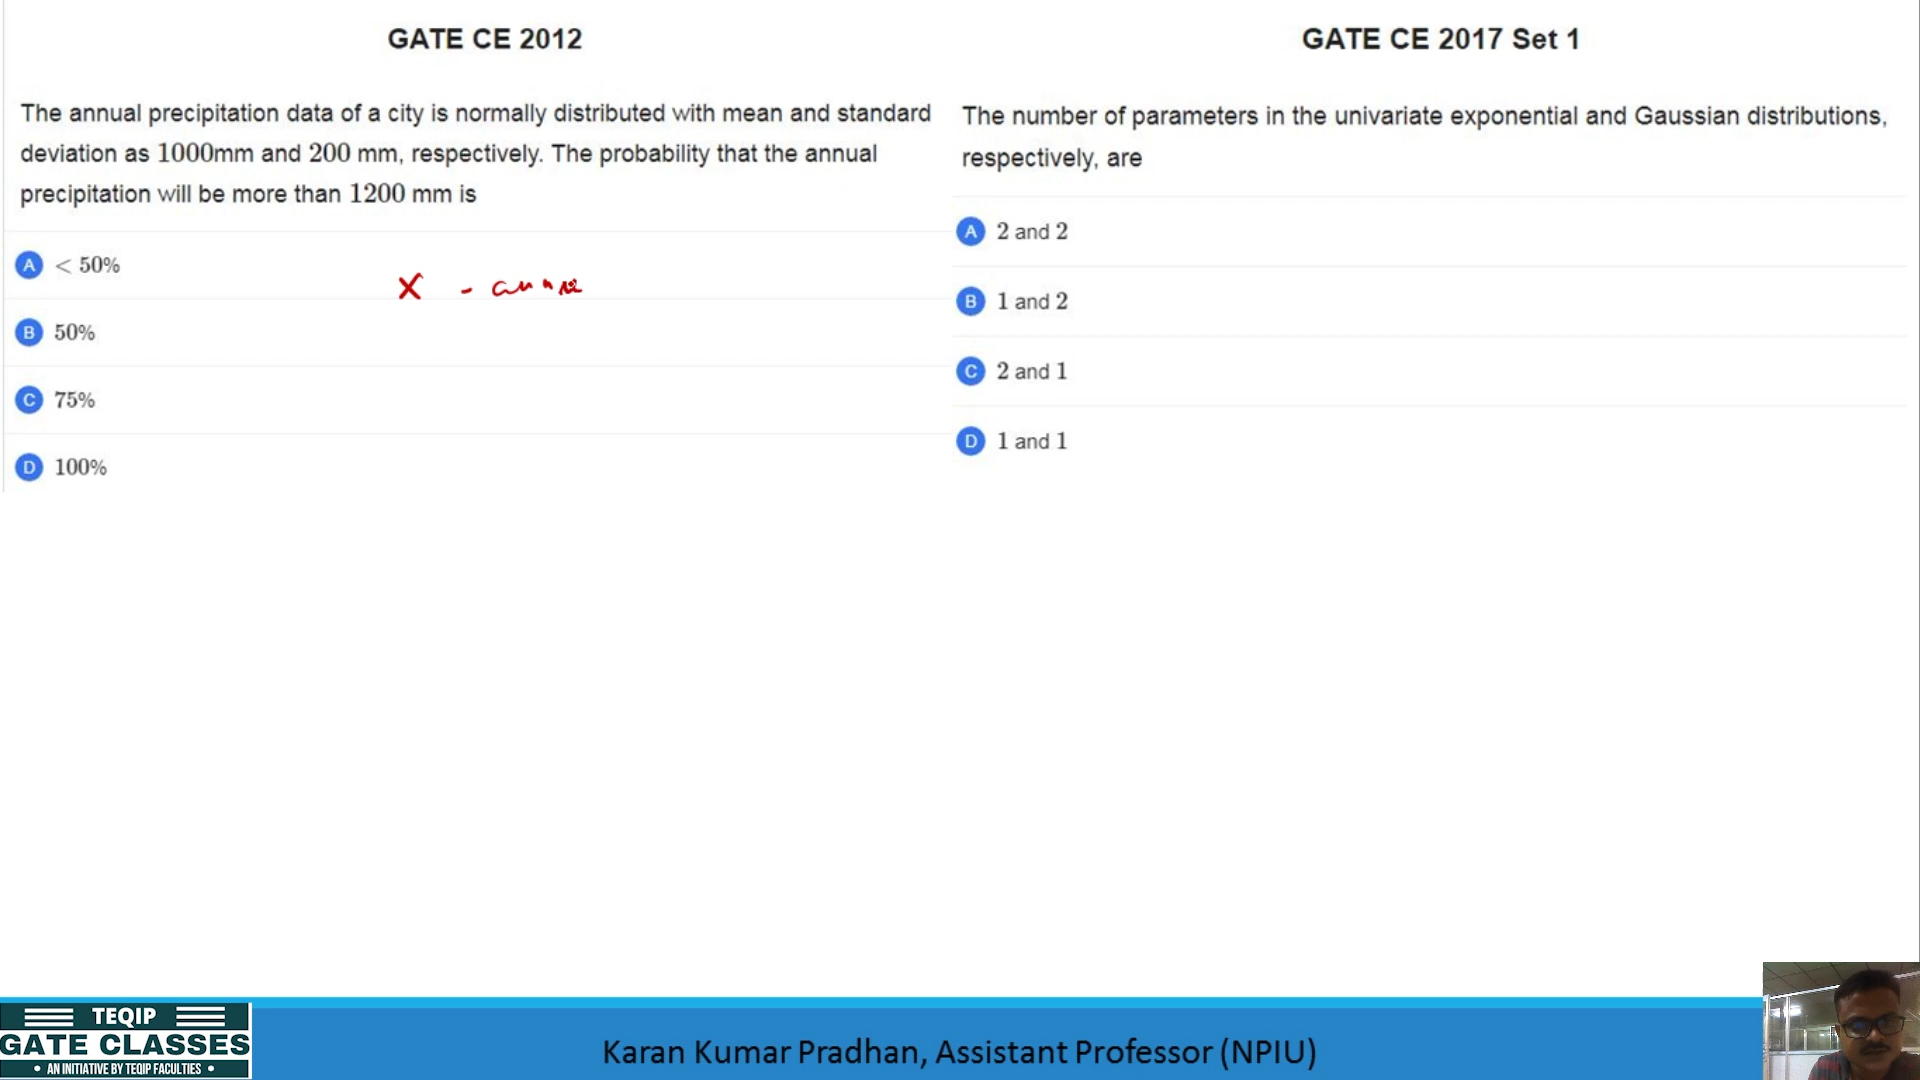 GATE CE 2012
The annual precipitation data of a city is normally distributed with mean and standard
deviation as 1000mm and 200 mm, respectively. The probability that the annual
precipitation will be more than 1200 mm is
A < 50%
B 50%
C 75%
D 100%
X -
GATE CE 2017 Set 1
The number of parameters in the univariate exponential and Gaussian distributions,
respectively, are
A 2 and 2
B 1 and 2
C 2 and 1
D 1 and 1
TEQIP
GATE CLASSES
• AN INITIATIVE BY TEQIP FACULTIES •
Karan Kumar Pradhan, Assistant Professor (NPIU)